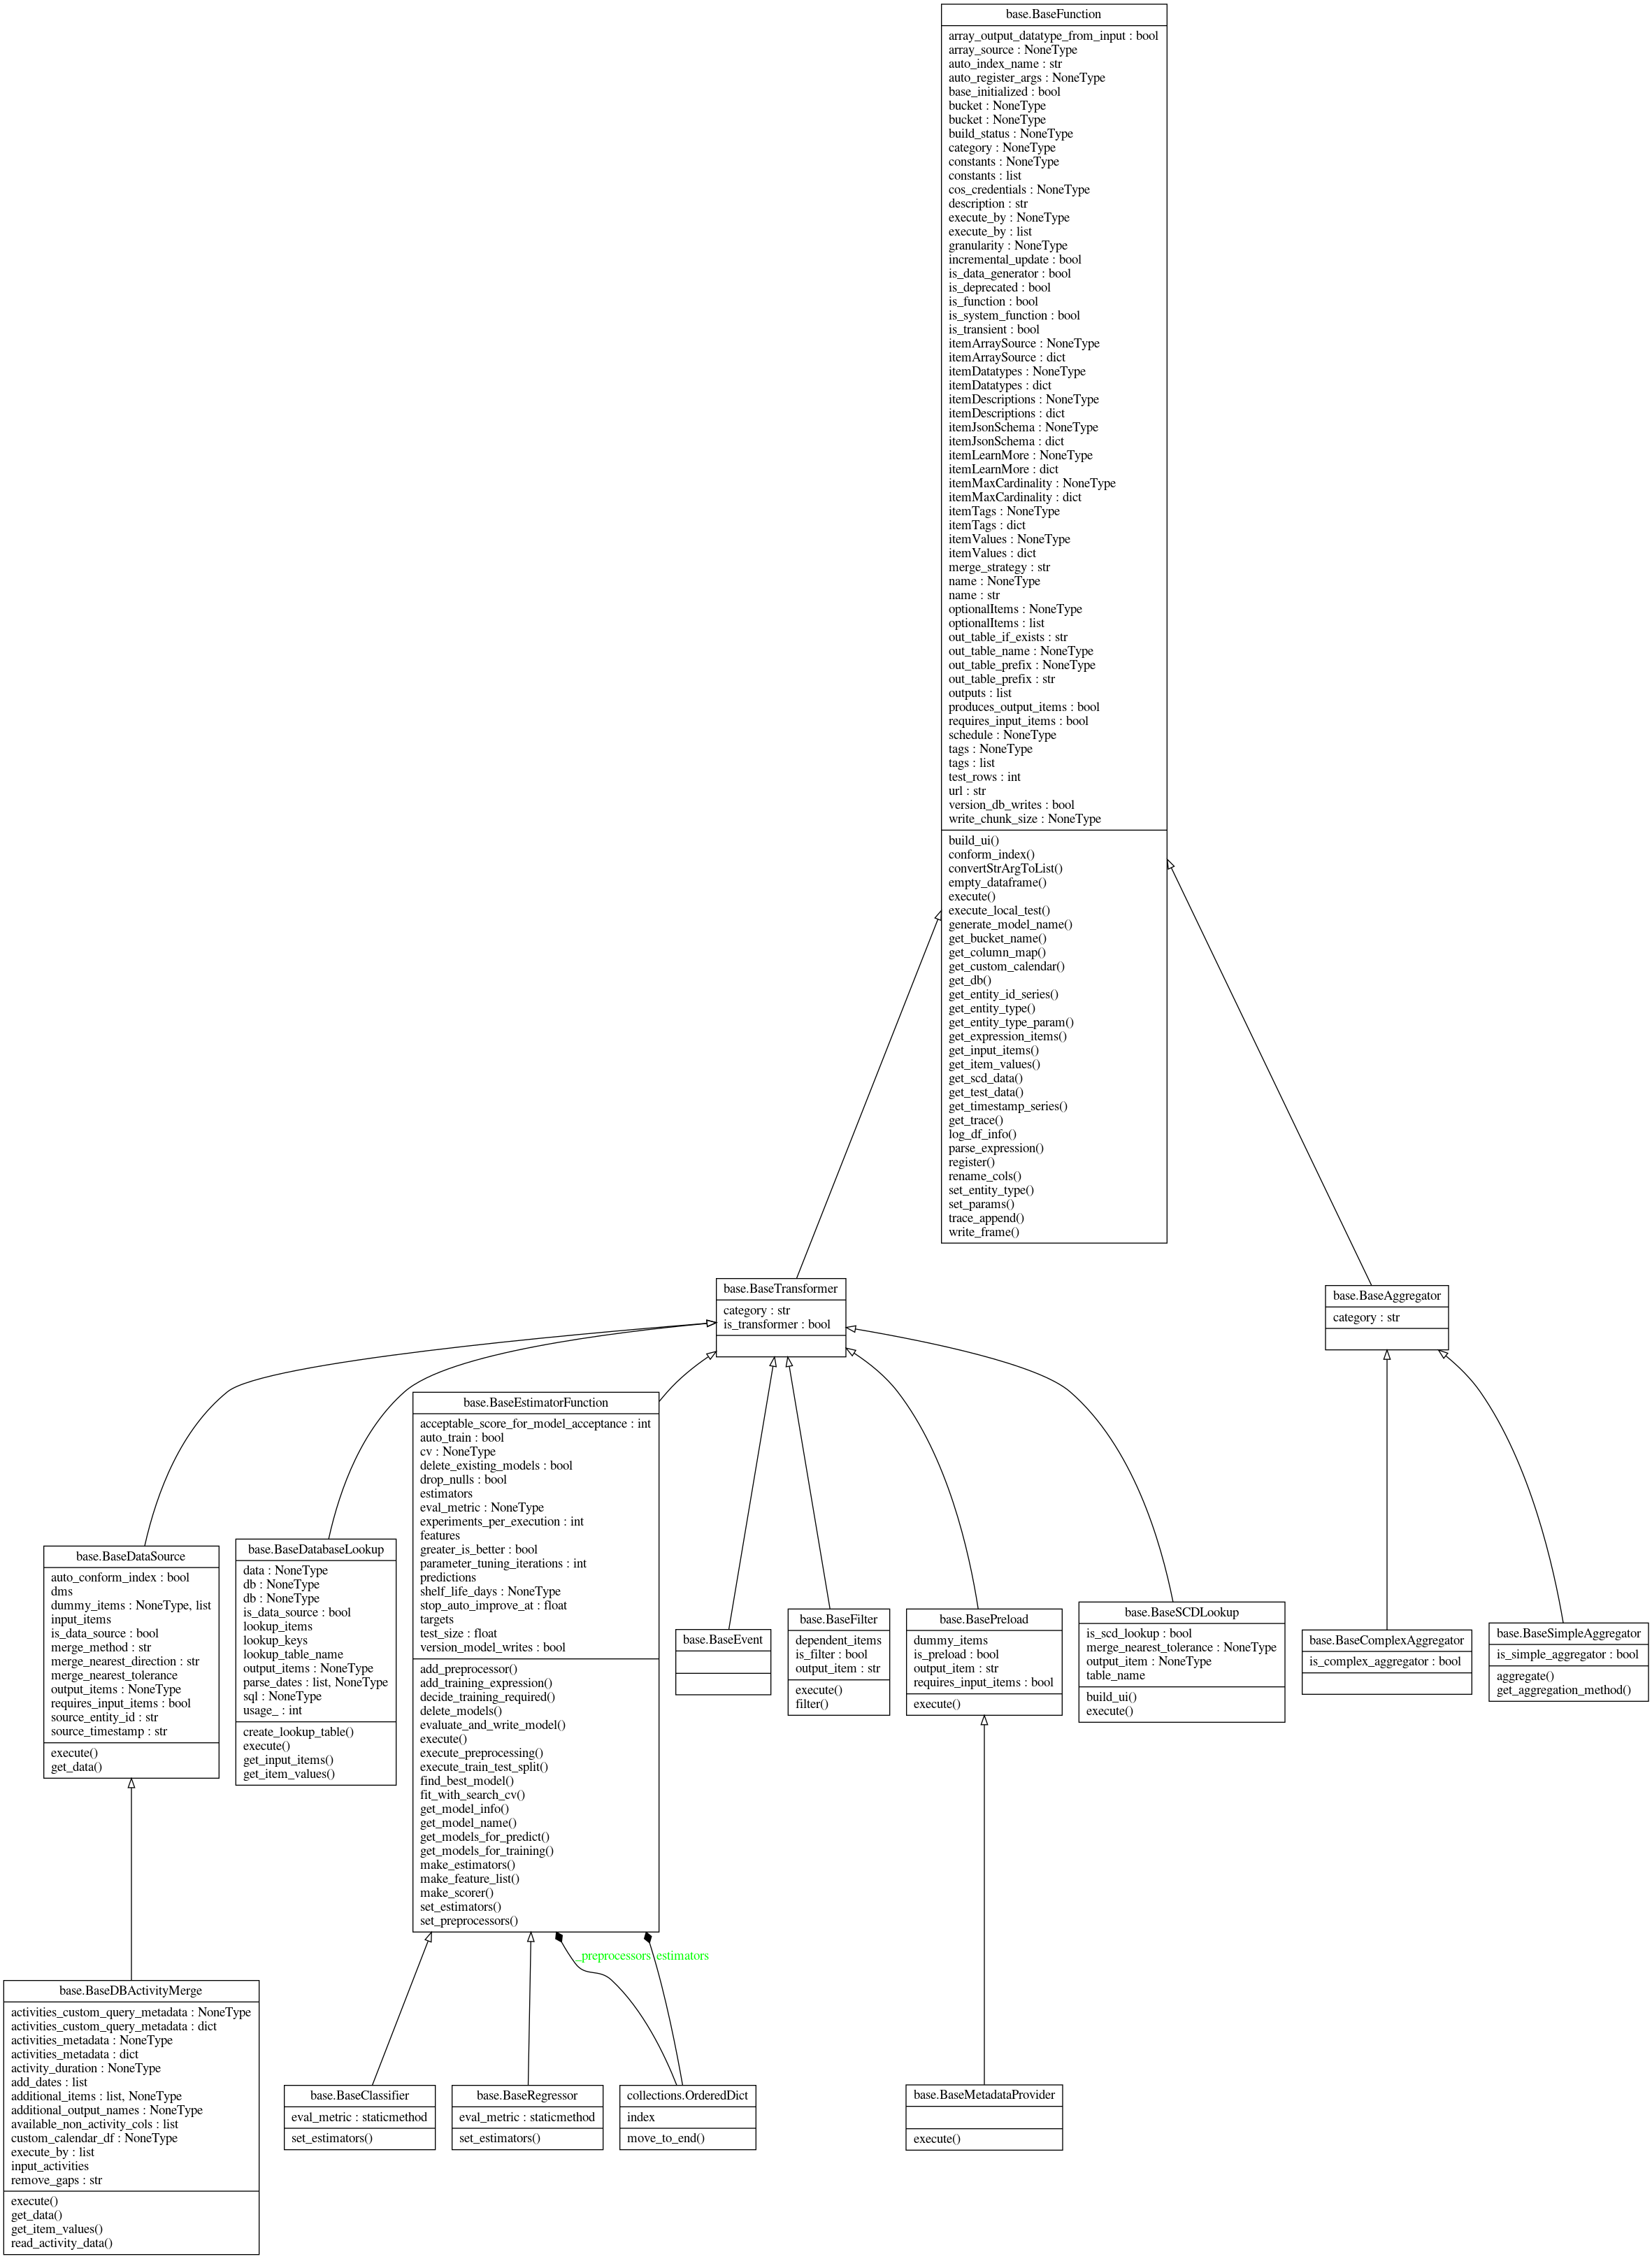 base.BaseFunction
array_output_datatype_from_input : bool
array_source : NoneType
auto_index_name : str
auto_register_args : NoneType
base_initialized : bool
bucket : NoneType
bucket : NoneType
build_status : NoneType
category : NoneType
constants : NoneType
constants : list
cos_credentials : NoneType
description : str
execute_by : NoneType
execute_by : list
granularity : NoneType
incremental_update : bool
is_data_generator : bool
is_deprecated : bool
is_function : bool
is_system_function : bool
is_transient : bool
itemArraySource : NoneType
itemArraySource : dict
itemDatatypes : NoneType
itemDatatypes : dict
itemDescriptions : NoneType
itemDescriptions : dict
itemJsonSchema : NoneType
itemJsonSchema : dict
itemLearnMore : NoneType
itemLearnMore : dict
itemMaxCardinality : NoneType
itemMaxCardinality : dict
itemTags : NoneType
itemTags : dict
itemValues : NoneType
itemValues : dict
merge_strategy : str
name : NoneType
name : str
optionalItems : NoneType
optionalItems : list
out_table_if_exists : str
out_table_name : NoneType
out_table_prefix : NoneType
out_table_prefix : str
outputs : list
produces_output_items : bool
requires_input_items : bool
schedule : NoneType
tags : NoneType
tags : list
test_rows : int
url : str
version_db_writes : bool
write_chunk_size : NoneType
build_ui()
conform_index()
convertStrArgToList()
empty_dataframe()
execute()
execute_local_test()
generate_model_name()
get_bucket_name()
get_column_map()
get_custom_calendar()
get_db()
get_entity_id_series()
get_entity_type()
get_entity_type_param()
get_expression_items()
get_input_items()
get_item_values()
get_scd_data()
get_test_data()
get_timestamp_series()
get_trace()
log_df_info()
parse_expression()
register()
rename_cols()
set_entity_type()
set_params()
trace_append()
write_frame()
base.BaseTransformer
category : str
is_transformer : bool
base.BaseAggregator
category : str
base.BaseDataSource
auto_conform_index : bool
dms
dummy_items : NoneType, list
input_items
is_data_source : bool
merge_method : str
merge_nearest_direction : str
merge_nearest_tolerance
output_items : NoneType
requires_input_items : bool
source_entity_id : str
source_timestamp : str
execute()
get_data()
base.BaseDatabaseLookup
data : NoneType
db : NoneType
db : NoneType
is_data_source : bool
lookup_items
lookup_keys
lookup_table_name
output_items : NoneType
parse_dates : list, NoneType
sql : NoneType
usage_ : int
create_lookup_table()
execute()
get_input_items()
get_item_values()
base.BaseEstimatorFunction
acceptable_score_for_model_acceptance : int
auto_train : bool
cv : NoneType
delete_existing_models : bool
drop_nulls : bool
estimators
eval_metric : NoneType
experiments_per_execution : int
features
greater_is_better : bool
parameter_tuning_iterations : int
predictions
shelf_life_days : NoneType
stop_auto_improve_at : float
targets
test_size : float
version_model_writes : bool
add_preprocessor()
add_training_expression()
decide_training_required()
delete_models()
evaluate_and_write_model()
execute()
execute_preprocessing()
execute_train_test_split()
find_best_model()
fit_with_search_cv()
get_model_info()
get_model_name()
get_models_for_predict()
get_models_for_training()
make_estimators()
make_feature_list()
make_scorer()
set_estimators()
set_preprocessors()
base.BaseEvent
base.BaseFilter
dependent_items
is_filter : bool
output_item : str
execute()
filter()
base.BasePreload
dummy_items
is_preload : bool
output_item : str
requires_input_items : bool
execute()
base.BaseSCDLookup
is_scd_lookup : bool
merge_nearest_tolerance : NoneType
output_item : NoneType
table_name
build_ui()
execute()
base.BaseComplexAggregator
is_complex_aggregator : bool
base.BaseSimpleAggregator
is_simple_aggregator : bool
aggregate()
get_aggregation_method()
_preprocessors estimators
base.BaseDBActivityMerge
activities_custom_query_metadata : NoneType
activities_custom_query_metadata : dict
activities_metadata : NoneType
activities_metadata : dict
activity_duration : NoneType
add_dates : list
additional_items : list, NoneType
additional_output_names : NoneType
available_non_activity_cols : list
custom_calendar_df : NoneType
execute_by : list
input_activities
remove_gaps : str
execute()
get_data()
get_item_values()
read_activity_data()
base.BaseClassifier
eval_metric : staticmethod
set_estimators()
base.BaseRegressor
eval_metric : staticmethod
set_estimators()
collections.OrderedDict
index
move_to_end()
base.BaseMetadataProvider
execute()